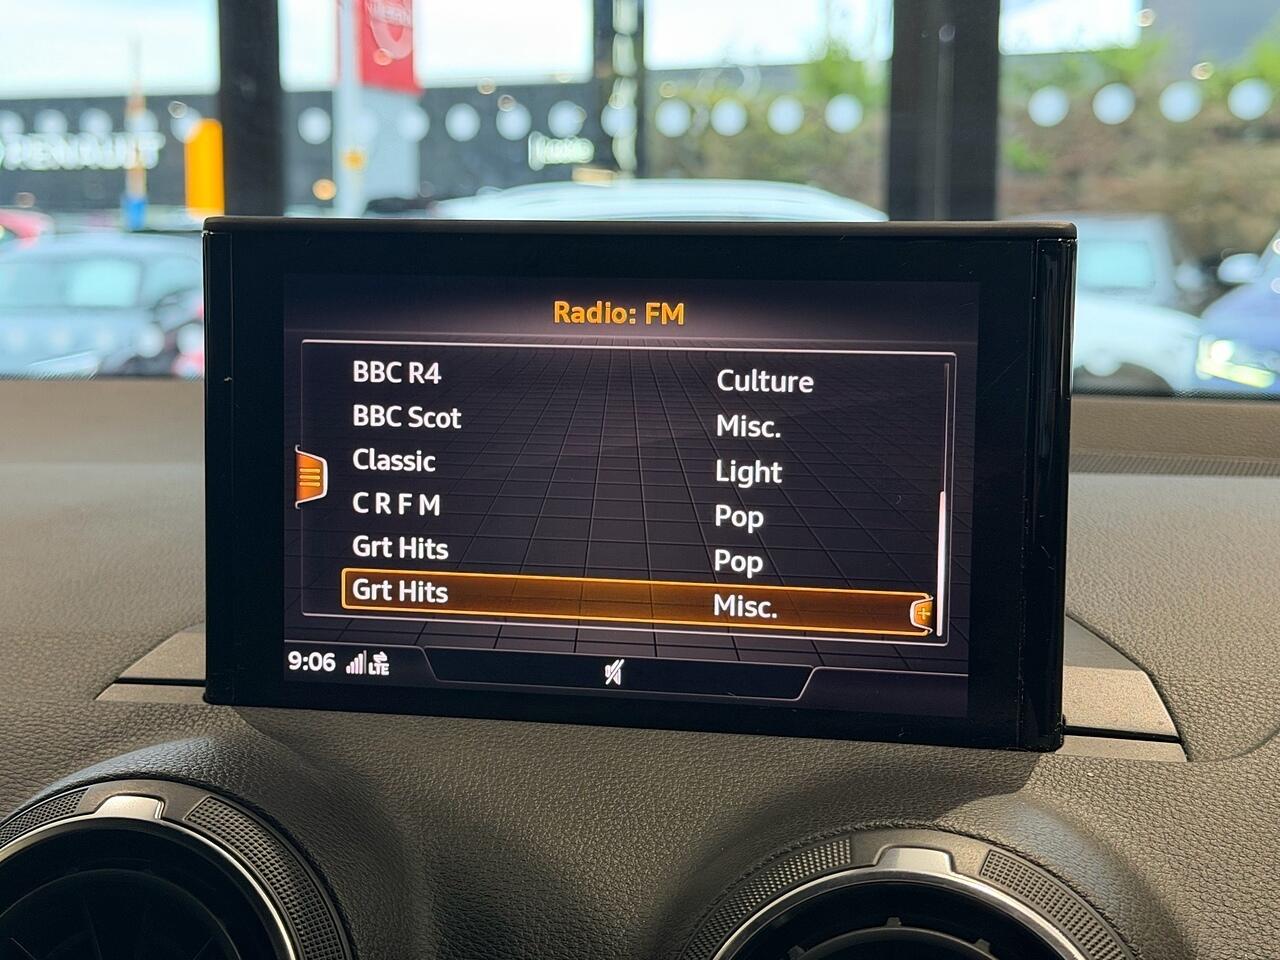 NISSAN
RENAULT
Radio: FM
BBC R4 Culture
BBC Scot Misc.
Classic Light
C R F M Pop
Grt Hits Pop
Grt Hits Misc.
9:06 LTE